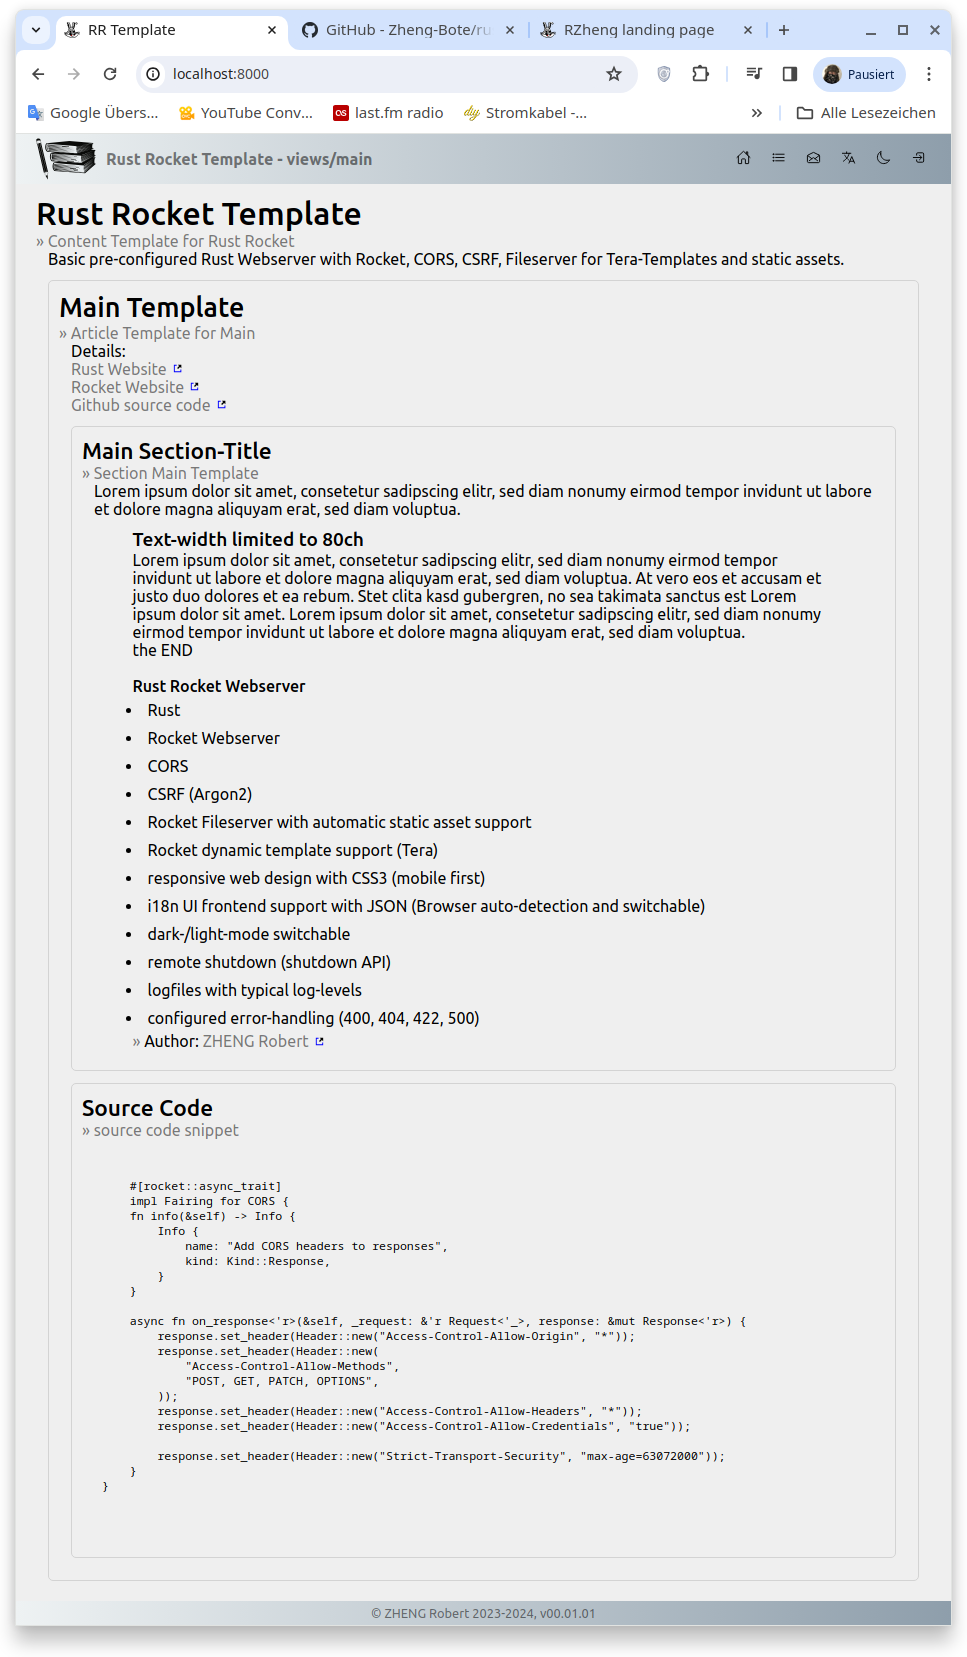 RR Template
GitHub - Zheng-Bote/ru
RZheng landing page
localhost:8000
Pausiert
Google Übers...
YouTube Conv...
last.fm radio
Stromkabel -...
Alle Lesezeichen
Rust Rocket Template - views/main
Rust Rocket Template
» Content Template for Rust Rocket
Basic pre-configured Rust Webserver with Rocket, CORS, CSRF, Fileserver for Tera-Templates and static assets.
Main Template
» Article Template for Main
Details:
Rust Website
Rocket Website
Github source code
Main Section-Title
» Section Main Template
Lorem ipsum dolor sit amet, consetetur sadipscing elitr, sed diam nonumy eirmod tempor invidunt ut labore
et dolore magna aliquyam erat, sed diam voluptua.
Text-width limited to 80ch
Lorem ipsum dolor sit amet, consetetur sadipscing elitr, sed diam nonumy eirmod tempor
invidunt ut labore et dolore magna aliquyam erat, sed diam voluptua. At vero eos et accusam et
justo duo dolores et ea rebum. Stet clita kasd gubergren, no sea takimata sanctus est Lorem
ipsum dolor sit amet. Lorem ipsum dolor sit amet, consetetur sadipscing elitr, sed diam nonumy
eirmod tempor invidunt ut labore et dolore magna aliquyam erat, sed diam voluptua.
the END
Rust Rocket Webserver
• Rust
• Rocket Webserver
• CORS
• CSRF (Argon2)
• Rocket Fileserver with automatic static asset support
• Rocket dynamic template support (Tera)
• responsive web design with CSS3 (mobile first)
• i18n UI frontend support with JSON (Browser auto-detection and switchable)
• dark-/light-mode switchable
• remote shutdown (shutdown API)
• logfiles with typical log-levels
• configured error-handling (400, 404, 422, 500)
» Author: ZHENG Robert
Source Code
» source code snippet
#[rocket::async_trait]
impl Fairing for CORS {
fn info(&self) -> Info {
Info {
name: "Add CORS headers to responses",
kind: Kind::Response,
}
}
async fn on_response<'r>(&self, _request: &'r Request<'_>, response: &mut Response<'r>) {
response.set_header(Header::new("Access-Control-Allow-Origin", "*"));
response.set_header(Header::new(
"Access-Control-Allow-Methods",
"POST, GET, PATCH, OPTIONS",
));
response.set_header(Header::new("Access-Control-Allow-Headers", "*"));
response.set_header(Header::new("Access-Control-Allow-Credentials", "true"));
response.set_header(Header::new("Strict-Transport-Security", "max-age=63072000"));
}
}
© ZHENG Robert 2023-2024, v00.01.01